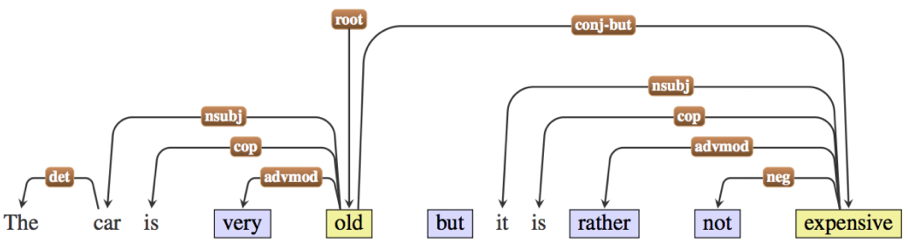 root
conj-but
nsubj
nsubj
cop
cop
advmod
advmod
det
neg
The car is very old but it is rather not expensive